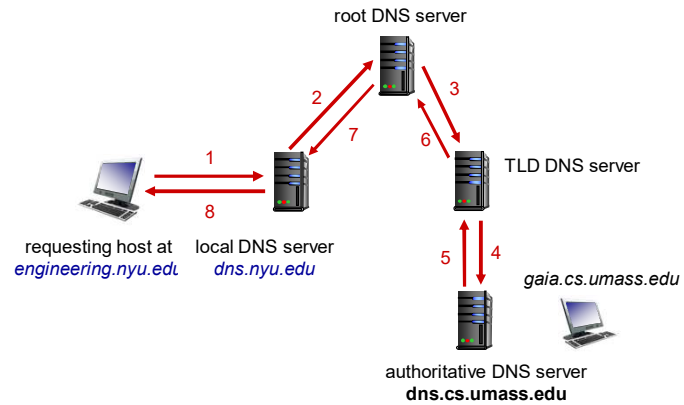 root DNS server
2
3
7
6
1
TLD DNS server
8
requesting host at
engineering.nyu.edu
local DNS server
dns.nyu.edu
5
4
gaia.cs.umass.edu
authoritative DNS server
dns.cs.umass.edu